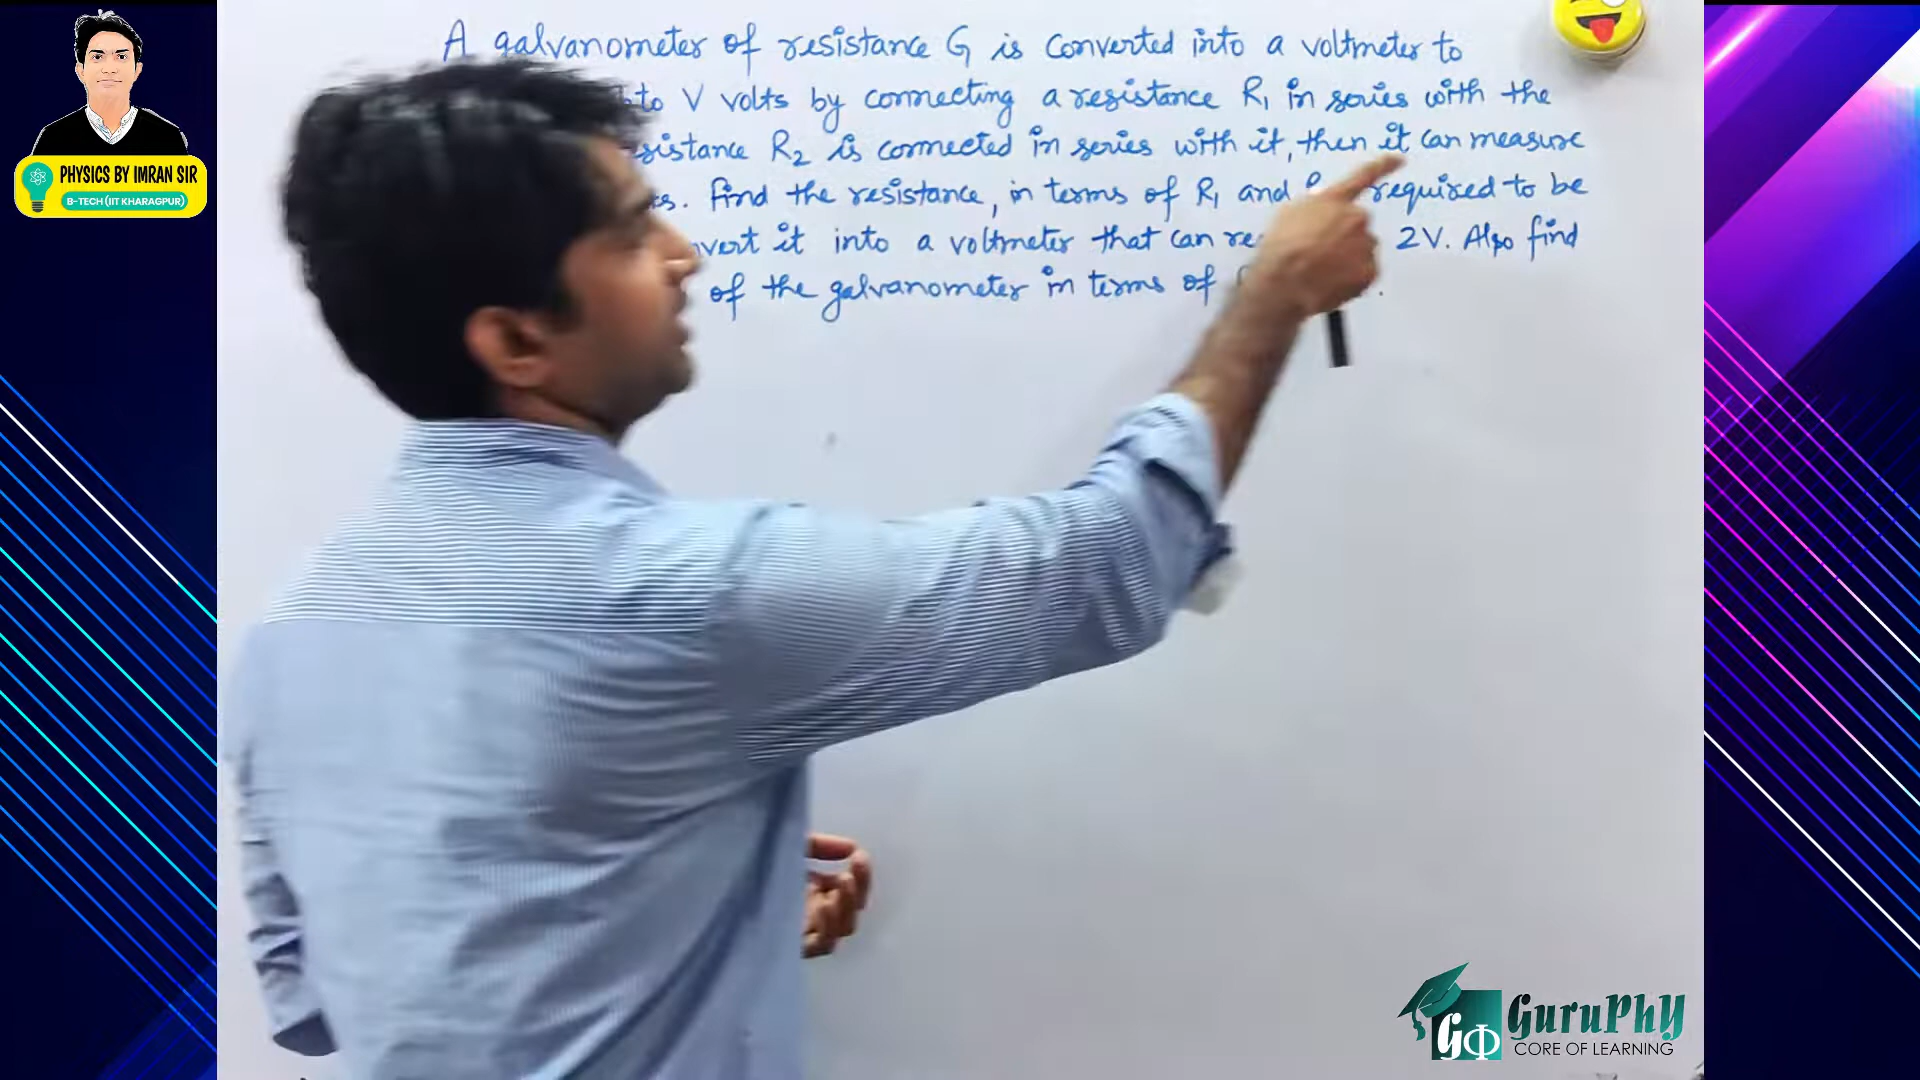 A galvanometer of resistance G is converted into a voltmeter to
to V volts by connecting a resistance R1 in series with the
R2 is connected in series with it, then it can measure
find the resistance, in terms of R1 and required to be
it into a voltmeter that can 2V. Also find
of the galvanometer in terms of
PHYSICS BY IMRAN SIR
B-TECH (IIT KHARAGPUR)
GΦ GuruPhy
CORE OF LEARNING